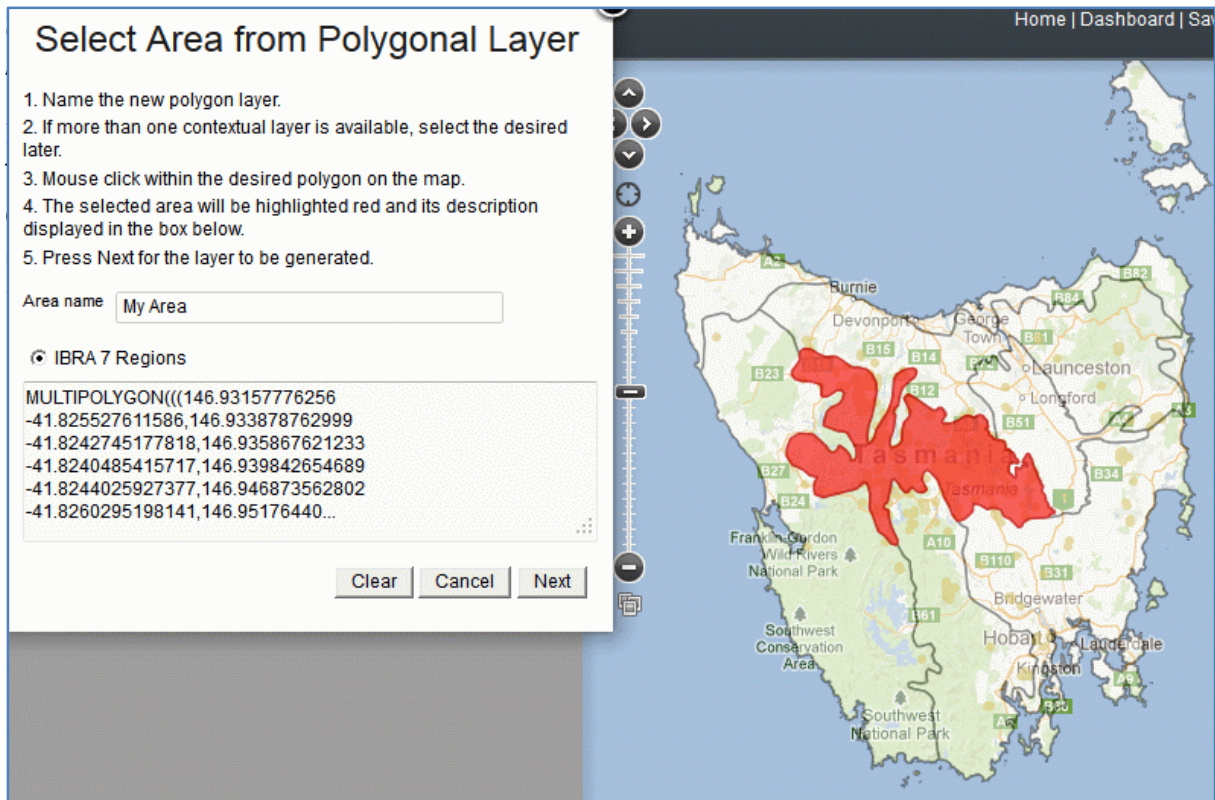 Select Area from Polygonal Layer
1. Name the new polygon layer.
2. If more than one contextual layer is available, select the desired
later.
3. Mouse click within the desired polygon on the map.
4. The selected area will be highlighted red and its description
displayed in the box below.
5. Press Next for the layer to be generated.
Area name
My Area
IBRA 7 Regions
MULTIPOLYGON(((146.93157776256
-41.825527611586,146.933878762999
-41.8242745177818,146.935867621233
-41.8240485415717,146.939842654689
-41.8244025927377,146.946873562802
-41.8260295198141,146.95176440...
Clear
Cancel
Next
Home | Dashboard | Sav
A2
Burnie
B82
B84
Devonport
George
Town
B81
B15
B14
B23
Launceston
B12
Longford
B51
Tasmania
B27
B34
Tasmania
1
B24
Franklin-Gordon
Wild Rivers
National Park
A10
B110
B31
Bridgewater
B61
Southwest
Conservation
Area
Hobart
Lauderdale
Kingston
A9
B68
Southwest
National Park